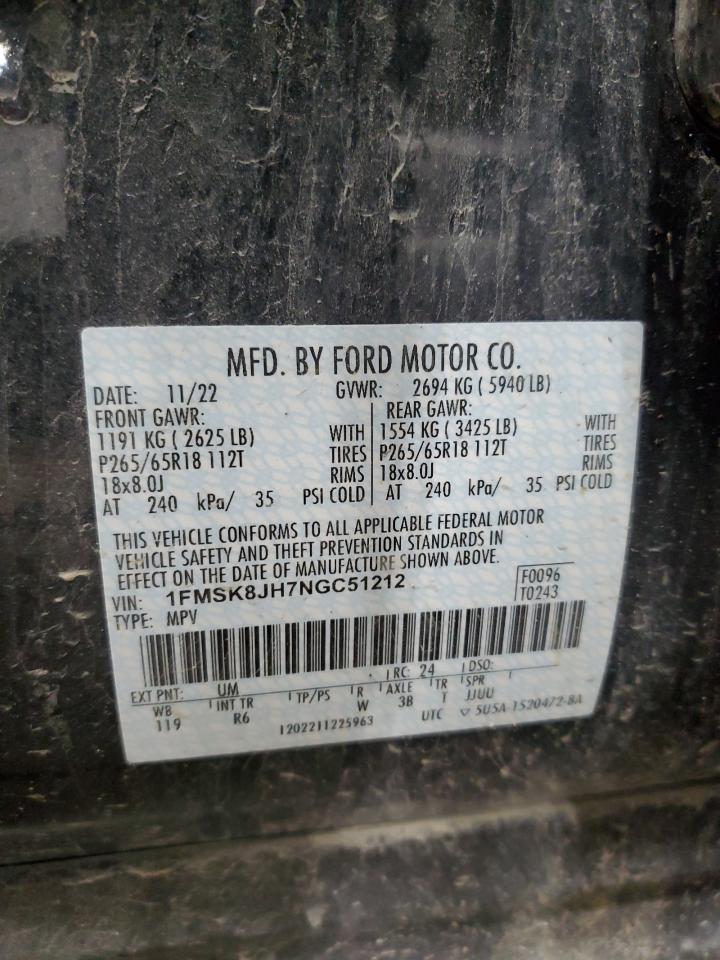 MFD. BY FORD MOTOR CO.
DATE: 11/22 GVWR: 2694 KG ( 5940 LB)
FRONT GAWR: REAR GAWR:
1191 KG ( 2625 LB) WITH 1554 KG ( 3425 LB) WITH
P265/65R18 112T TIRES P265/65R18 112T TIRES
18x8.0J RIMS 18x8.0J RIMS
AT 240 kPa/ 35 PSI COLD AT 240 kPa/ 35 PSI COLD
THIS VEHICLE CONFORMS TO ALL APPLICABLE FEDERAL MOTOR
VEHICLE SAFETY AND THEFT PREVENTION STANDARDS IN
EFFECT ON THE DATE OF MANUFACTURE SHOWN ABOVE.
VIN: 1FMSK8JH7NGC51212 F0096
TYPE: MPV T0243
EXT PNT: UM RC: 24 DSO:
WB INT TR TP/PS R AXLE TR SPR
119 R6 W 3B T JJUU
1202211225963 UTC ▽ 5U5A-1520472-BA